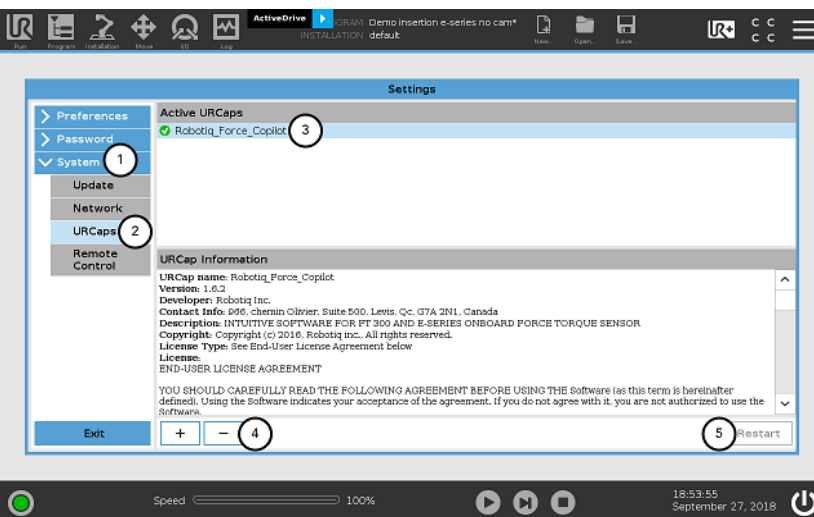 ActiveDrive
GRAM Demo insertion e-series no cam*
INSTALLATION default
UR
UR+
C C
C C
Run Program Installation Move I/O Log New... Open... Save...
Settings
Preferences
Password
System 1
Update
Network
URCaps 2
Remote
Control
Exit
Active URCaps
Robotiq_Force_Copilot 3
URCap Information
URCap name: Robotiq_Force_Copilot
Version: 1.6.2
Developer: Robotiq Inc.
Contact Info: 966, chemin Olivier, Suite 500, Levis, Qc, G7A 2N1, Canada
Description: INTUITIVE SOFTWARE FOR FT 300 AND E-SERIES ONBOARD FORCE TORQUE SENSOR
Copyright: Copyright (c) 2016, Robotiq inc., All rights reserved.
License Type: See End-User License Agreement below
License:
END-USER LICENSE AGREEMENT
YOU SHOULD CAREFULLY READ THE FOLLOWING AGREEMENT BEFORE USING THE Software (as this term is hereinafter
defined). Using the Software indicates your acceptance of the agreement. If you do not agree with it, you are not authorized to use the
Software.
+ − 4
5 Restart
Speed 100%
18:53:55
September 27, 2018